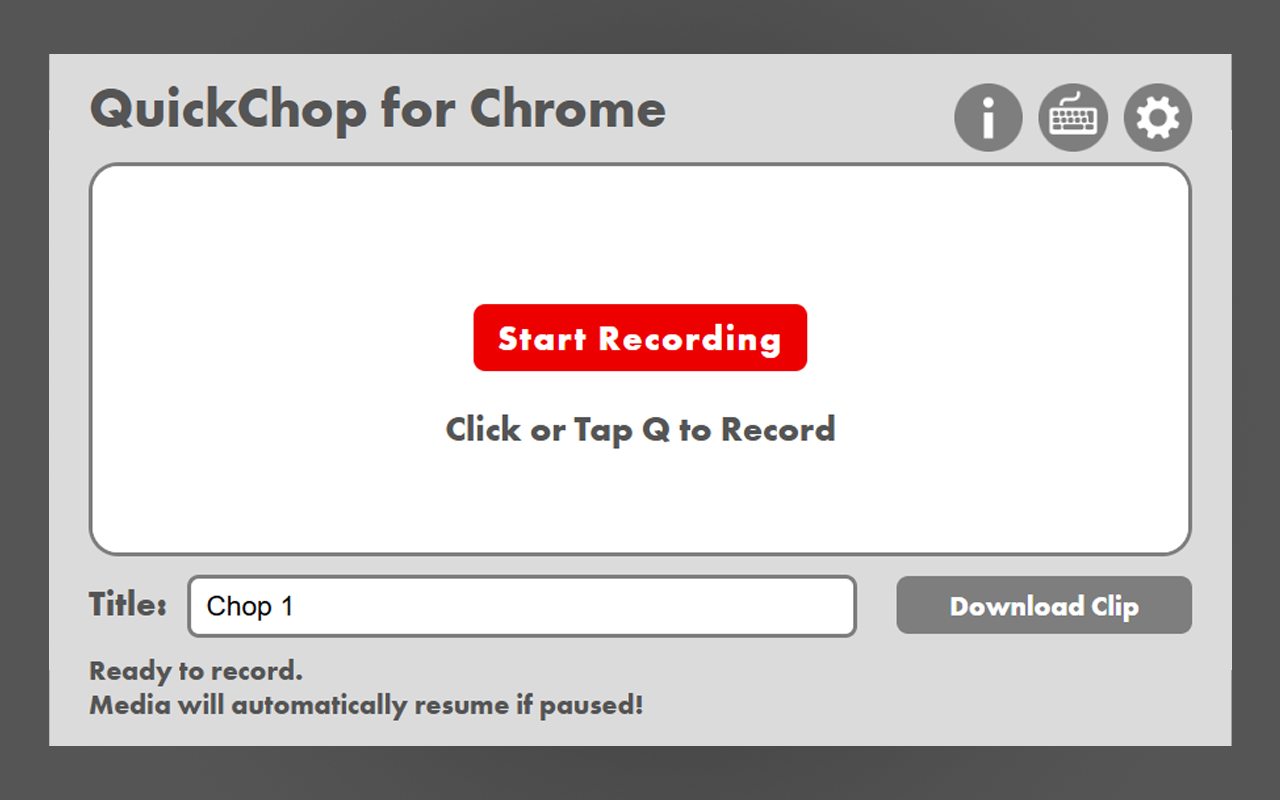 QuickChop for Chrome
Start Recording
Click or Tap Q to Record
Title: Chop 1
Download Clip
Ready to record.
Media will automatically resume if paused!